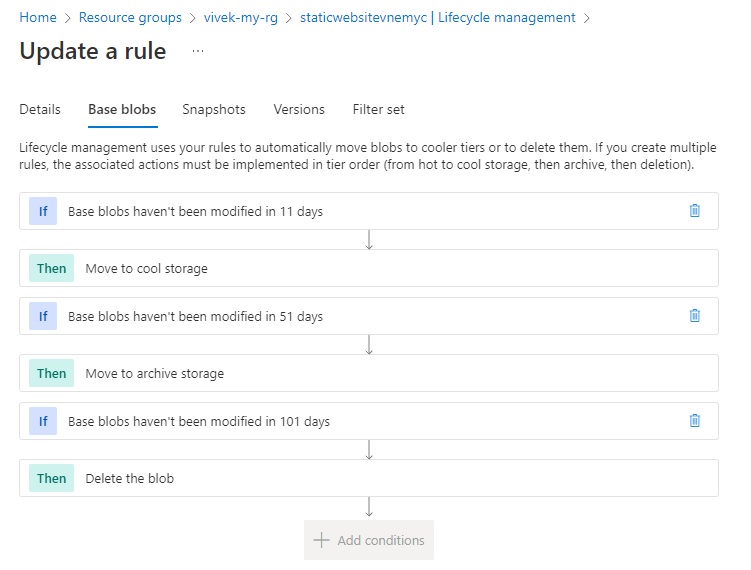 Home > Resource groups > vivek-my-rg > staticwebsitevnemyc | Lifecycle management >
Update a rule ...
Details Base blobs Snapshots Versions Filter set
Lifecycle management uses your rules to automatically move blobs to cooler tiers or to delete them. If you create multiple
rules, the associated actions must be implemented in tier order (from hot to cool storage, then archive, then deletion).
If Base blobs haven't been modified in 11 days
Then Move to cool storage
If Base blobs haven't been modified in 51 days
Then Move to archive storage
If Base blobs haven't been modified in 101 days
Then Delete the blob
+ Add conditions